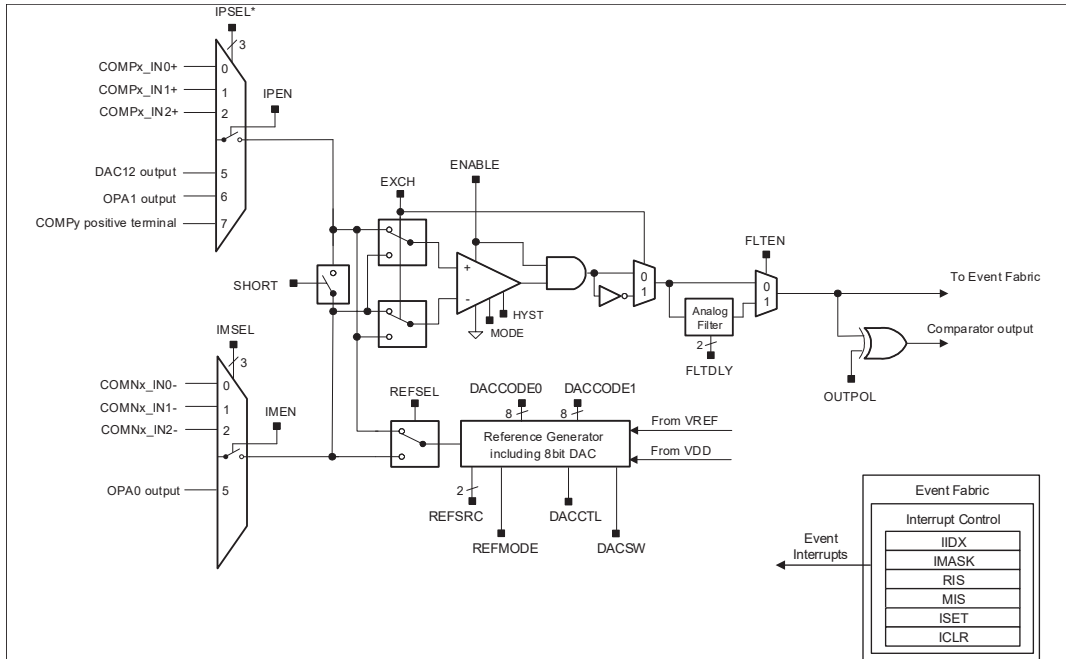 IPSEL*
3
COMPx_IN0+
0
COMPx_IN1+
1
COMPx_IN2+
2
IPEN
DAC12 output
5
OPA1 output
6
COMPy positive terminal
7
ENABLE
EXCH
SHORT
+
-
HYST
MODE
0
1
FLTEN
0
1
Analog
Filter
2
FLTDLY
To Event Fabric
Comparator output
OUTPOL
IMSEL
3
COMNx_IN0-
0
COMNx_IN1-
1
COMNx_IN2-
2
IMEN
OPA0 output
5
REFSEL
DACCODE0
DACCODE1
8
8
Reference Generator
including 8bit DAC
From VREF
From VDD
2
REFSRC
REFMODE
DACCTL
DACSW
Event
Interrupts
Event Fabric
Interrupt Control
IIDX
IMASK
RIS
MIS
ISET
ICLR